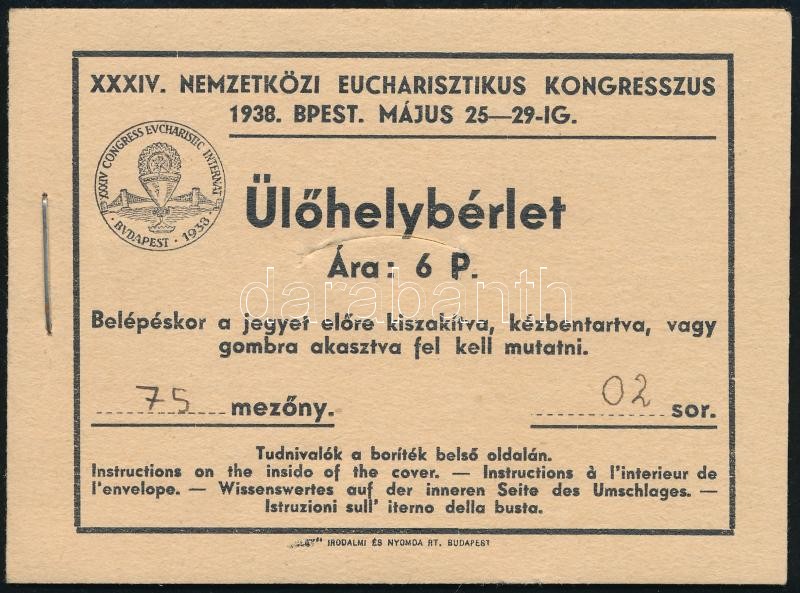 XXXIV. NEMZETKÖZI EUCHARISZTIKUS KONGRESSZUS
1938. BPEST. MÁJUS 25—29-IG.
XXXIV CONGRESS EVCHARISTIC INTERNAT
· BVDAPEST · 1938 ·
Ülőhelybérlet
Ára: 6 P.
darabanth
Belépéskor a jegyet előre kiszakítva, kézbentartva, vagy
gombra akasztva fel kell mutatni.
75 mezőny. 02 sor.
Tudnivalók a boríték belső oldalán.
Instructions on the insido of the cover. — Instructions à l'interieur de
l'envelope. — Wissenswertes auf der inneren Seite des Umschlages. —
Istruzioni sull' iterno della busta.
IRODALMI ÉS NYOMDA RT. BUDAPEST